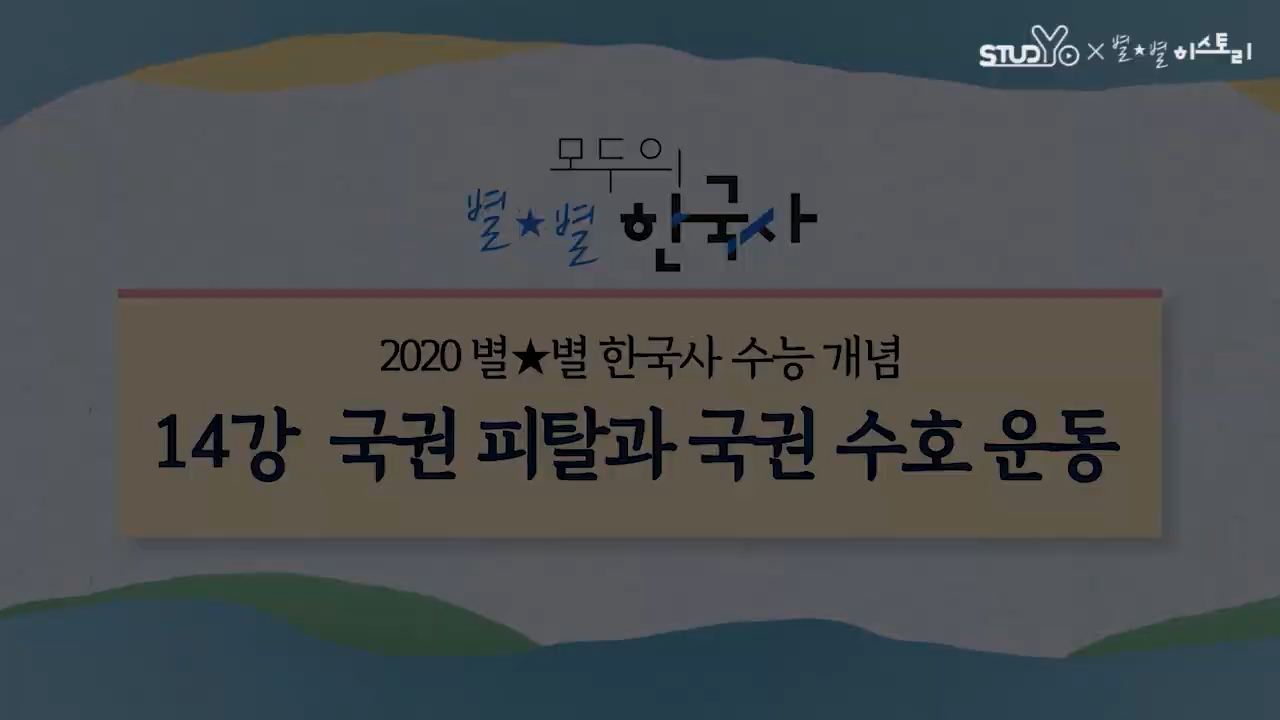 STUDYo × 별★별 히스토리
모두의
별★별 한국사
2020 별★별 한국사 수능 개념
14강 국권 피탈과 국권 수호 운동